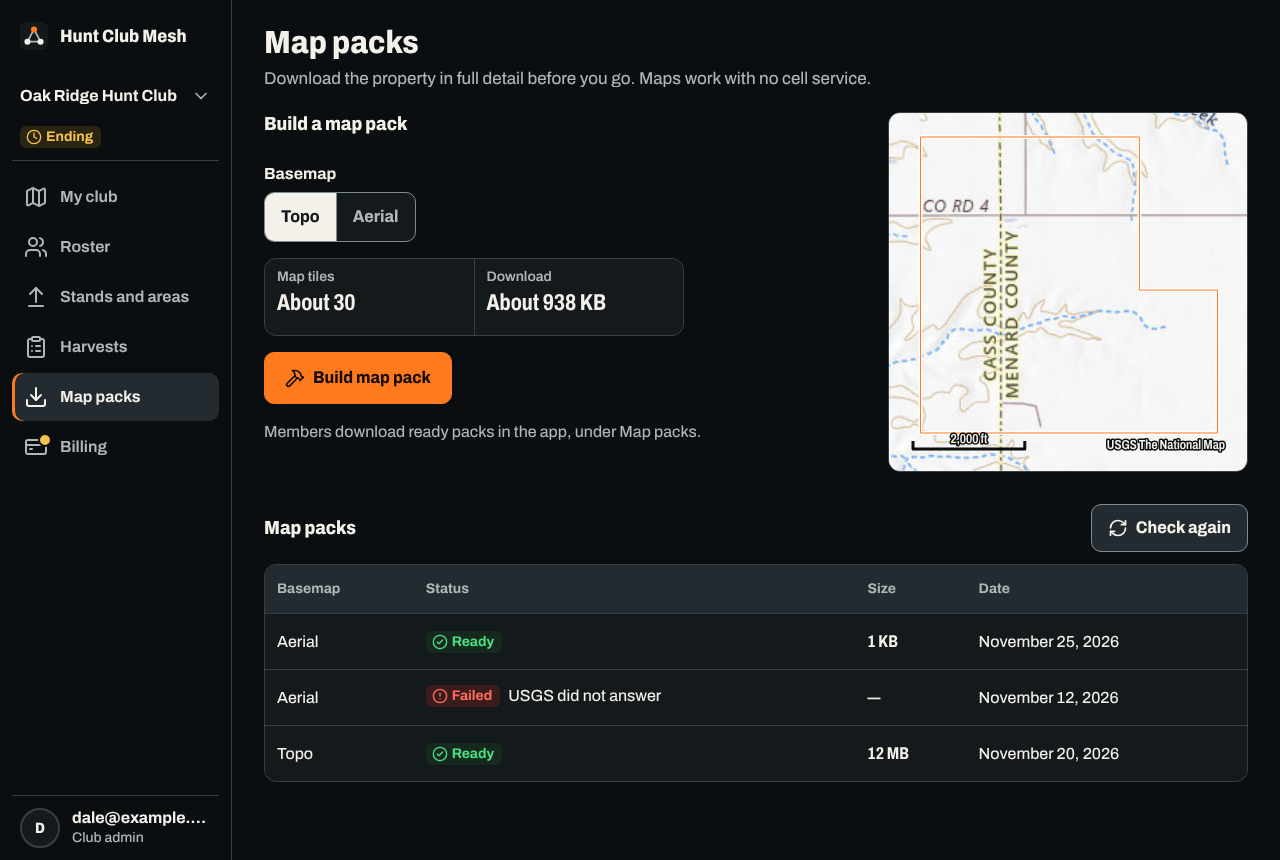 Hunt Club Mesh
Oak Ridge Hunt Club
Ending
My club
Roster
Stands and areas
Harvests
Map packs
Billing
D
dale@example.…
Club admin
Map packs
Download the property in full detail before you go. Maps work with no cell service.
Build a map pack
Basemap
Topo
Aerial
Map tiles
About 30
Download
About 938 KB
Build map pack
Members download ready packs in the app, under Map packs.
CO RD 4
CASS COUNTY
MENARD COUNTY
2,000 ft
USGS The National Map
Map packs
Check again
Basemap Status Size Date
Aerial Ready 1 KB November 25, 2026
Aerial Failed USGS did not answer — November 12, 2026
Topo Ready 12 MB November 20, 2026